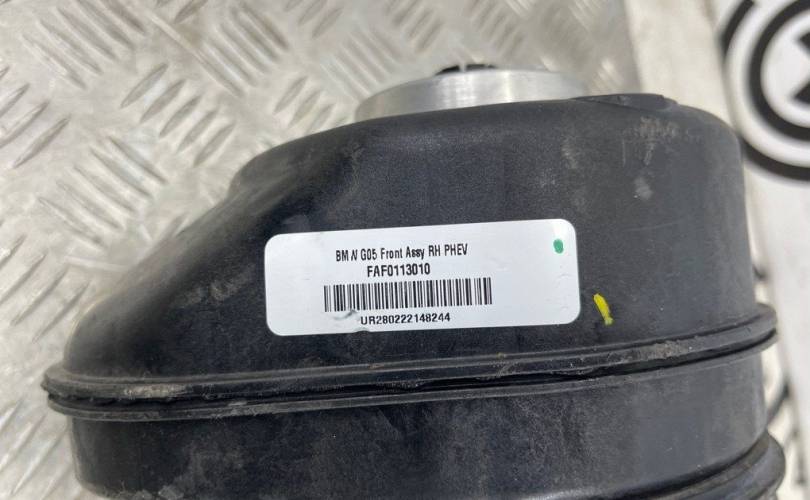 BMW G05 Front Assy RH PHEV
FAF0113010
UR280222148244